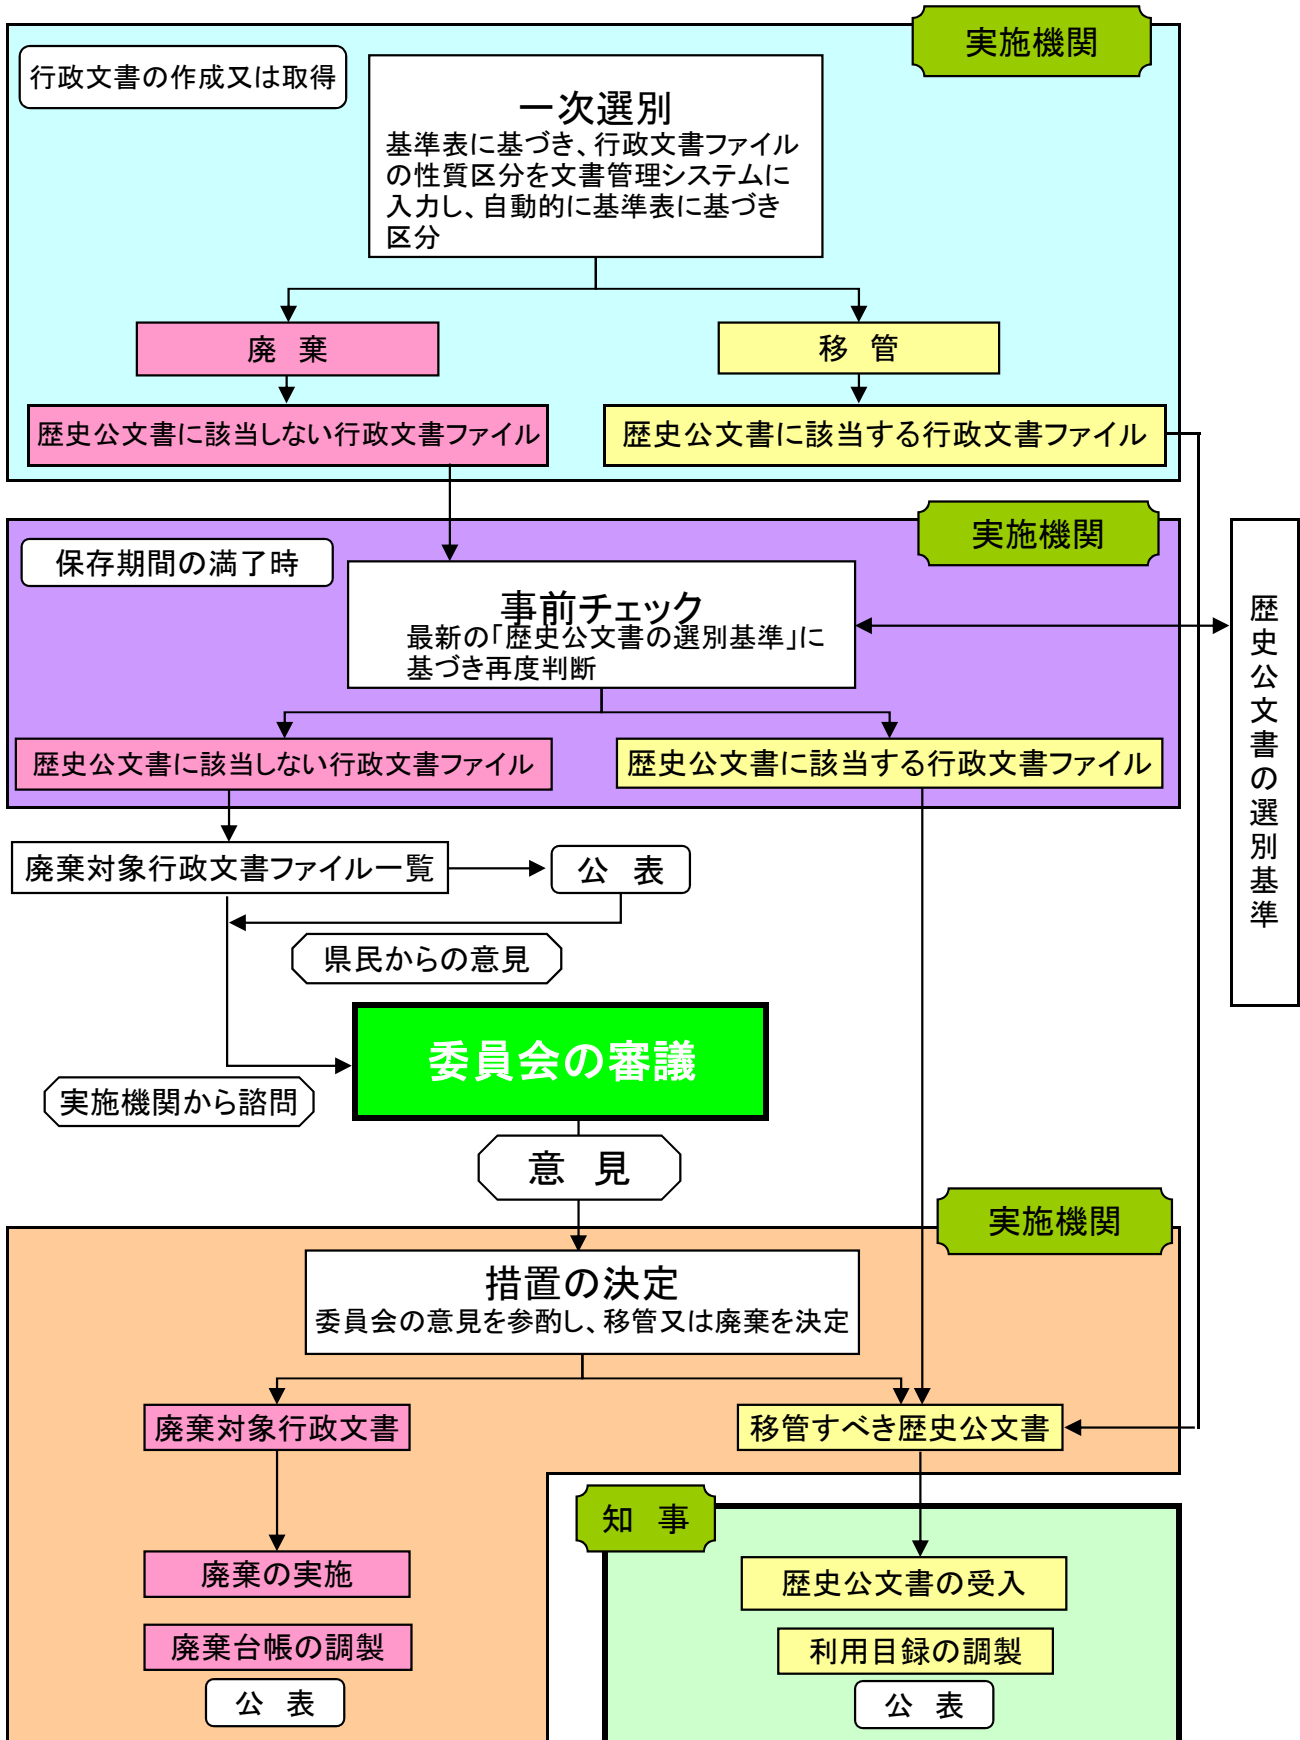 実施機関
行政文書の作成又は取得
一次選別
基準表に基づき、行政文書ファイル
の性質区分を文書管理システムに
入力し、自動的に基準表に基づき
区分
廃　棄
移　管
歴史公文書に該当しない行政文書ファイル
歴史公文書に該当する行政文書ファイル
実施機関
保存期間の満了時
事前チェック
最新の「歴史公文書の選別基準」に
基づき再度判断
歴史公文書の選別基準
歴史公文書に該当しない行政文書ファイル
歴史公文書に該当する行政文書ファイル
廃棄対象行政文書ファイル一覧
公　表
県民からの意見
委員会の審議
実施機関から諮問
意　見
実施機関
措置の決定
委員会の意見を参酌し、移管又は廃棄を決定
廃棄対象行政文書
移管すべき歴史公文書
知　事
廃棄の実施
歴史公文書の受入
廃棄台帳の調製
利用目録の調製
公　表
公　表